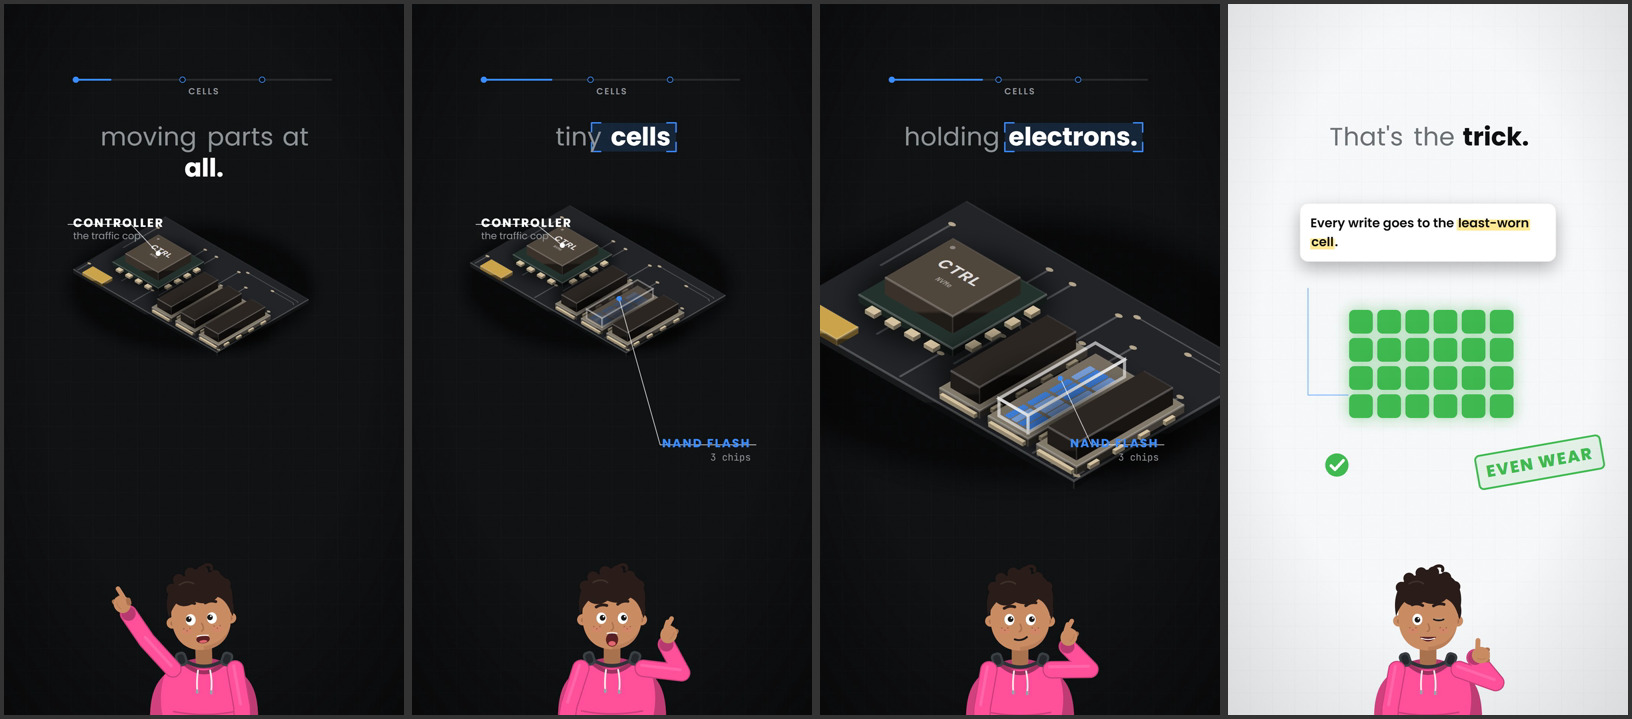 CELLS
moving parts at
all.
CONTROLLER
the traffic cop
CTRL
CELLS
tiny cells
CONTROLLER
the traffic cop
CTRL
NAND FLASH
3 chips
CELLS
holding electrons.
CTRL
NVMe
NAND FLASH
3 chips
That's the trick.
Every write goes to the least-worn
cell.
EVEN WEAR